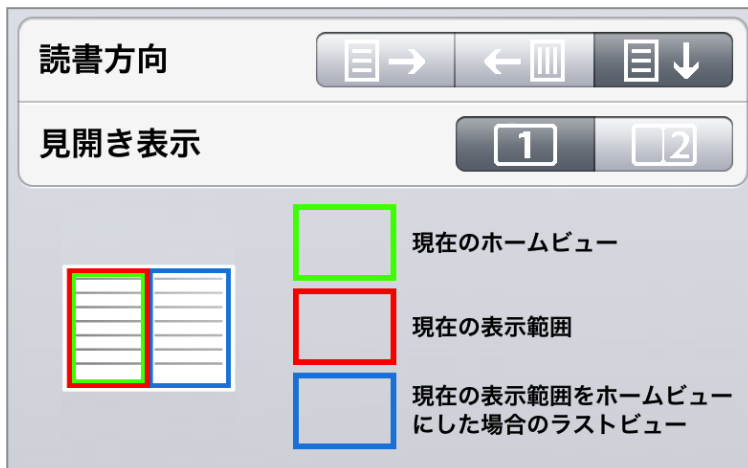 読書方向
見開き表示
1
2
現在のホームビュー
現在の表示範囲
現在の表示範囲をホームビュー
にした場合のラストビュー